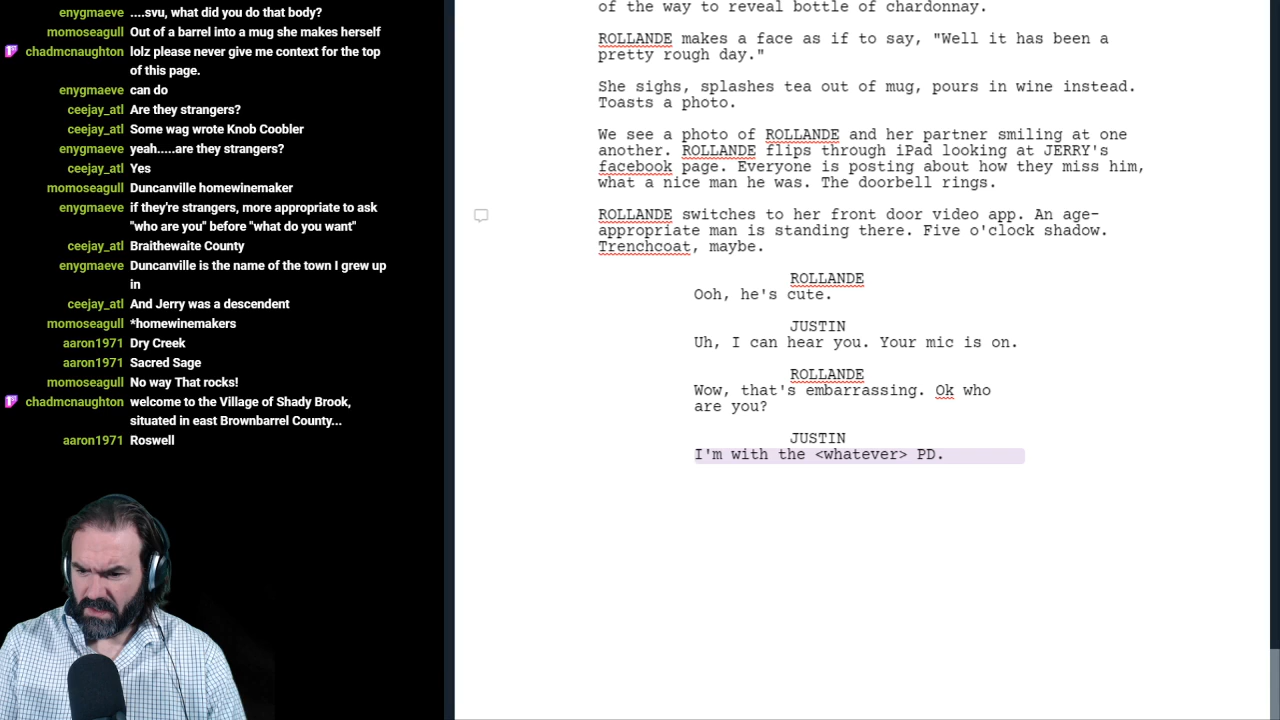 enygmaeve ....svu, what did you do that body?
momoseagull Out of a barrel into a mug she makes herself
chadmcnaughton lolz please never give me context for the top
of this page.
enygmaeve can do
ceejay_atl Are they strangers?
ceejay_atl Some wag wrote Knob Coobler
enygmaeve yeah.....are they strangers?
ceejay_atl Yes
momoseagull Duncanville homewinemaker
enygmaeve if they're strangers, more appropriate to ask
"who are you" before "what do you want"
ceejay_atl Braithewaite County
enygmaeve Duncanville is the name of the town I grew up
in
ceejay_atl And Jerry was a descendent
momoseagull *homewinemakers
aaron1971 Dry Creek
aaron1971 Sacred Sage
momoseagull No way That rocks!
chadmcnaughton welcome to the Village of Shady Brook,
situated in east Brownbarrel County...
aaron1971 Roswell
of the way to reveal bottle of chardonnay.
ROLLANDE makes a face as if to say, "Well it has been a
pretty rough day."
She sighs, splashes tea out of mug, pours in wine instead.
Toasts a photo.
We see a photo of ROLLANDE and her partner smiling at one
another. ROLLANDE flips through iPad looking at JERRY's
facebook page. Everyone is posting about how they miss him,
what a nice man he was. The doorbell rings.
ROLLANDE switches to her front door video app. An age-
appropriate man is standing there. Five o'clock shadow.
Trenchcoat, maybe.
ROLLANDE
Ooh, he's cute.
JUSTIN
Uh, I can hear you. Your mic is on.
ROLLANDE
Wow, that's embarrassing. Ok who
are you?
JUSTIN
I'm with the <whatever> PD.